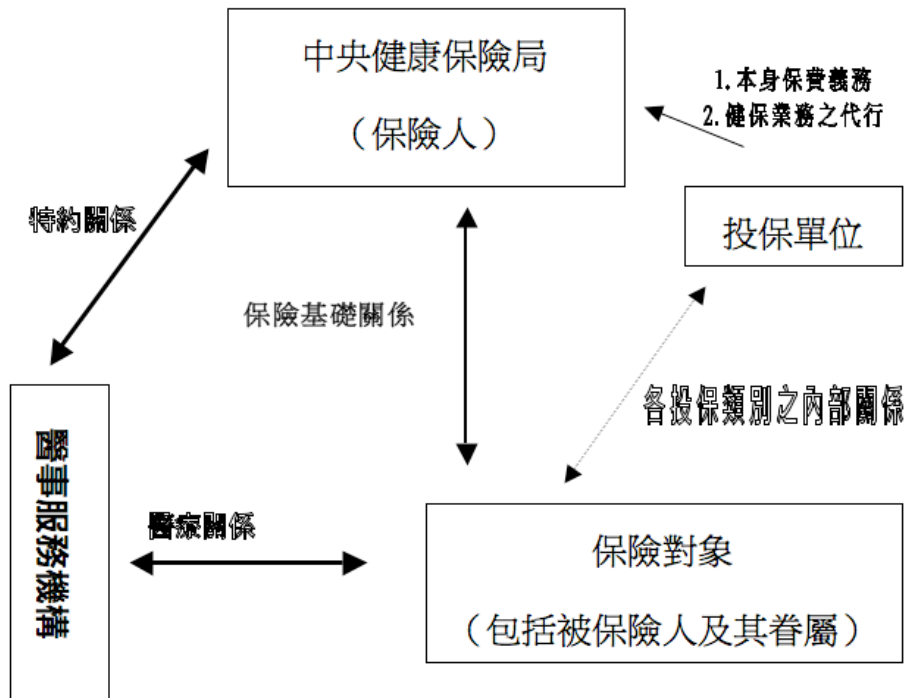 中央健康保險局
（保險人）
1.本身保費義務
2.健保業務之代行
特約關係
投保單位
保險基礎關係
各投保類別之內部關係
醫事服務機構
醫療關係
保險對象
（包括被保險人及其眷屬）